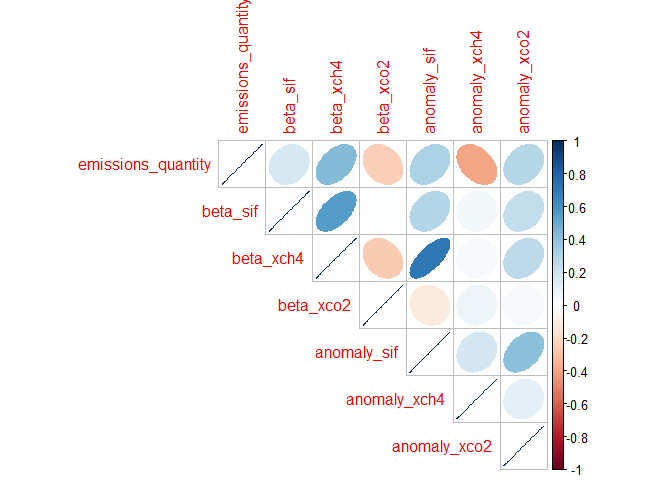 emissions_quantity
beta_sif
beta_xch4
beta_xco2
anomaly_sif
anomaly_xch4
anomaly_xco2
emissions_quantity
beta_sif
beta_xch4
beta_xco2
anomaly_sif
anomaly_xch4
anomaly_xco2
1
0.8
0.6
0.4
0.2
0
-0.2
-0.4
-0.6
-0.8
-1